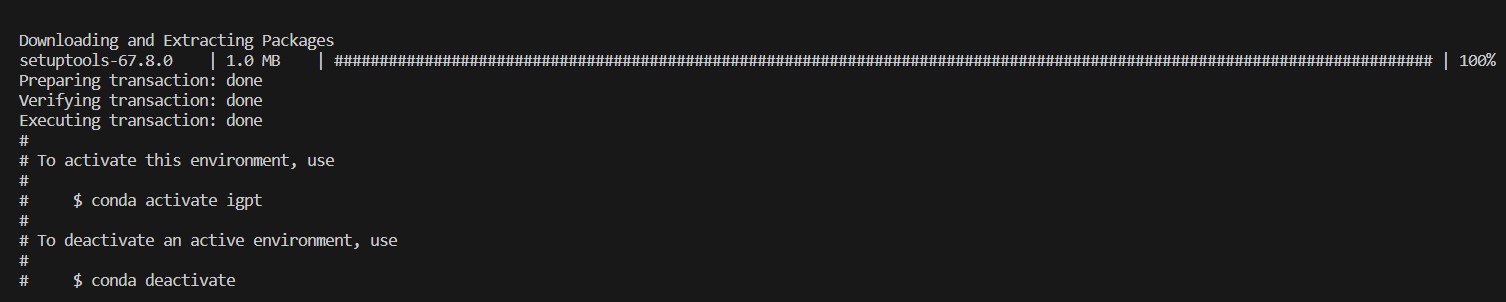 Downloading and Extracting Packages
setuptools-67.8.0    | 1.0 MB    | ########################################################################################################################## | 100%
Preparing transaction: done
Verifying transaction: done
Executing transaction: done
#
# To activate this environment, use
#
#     $ conda activate igpt
#
# To deactivate an active environment, use
#
#     $ conda deactivate